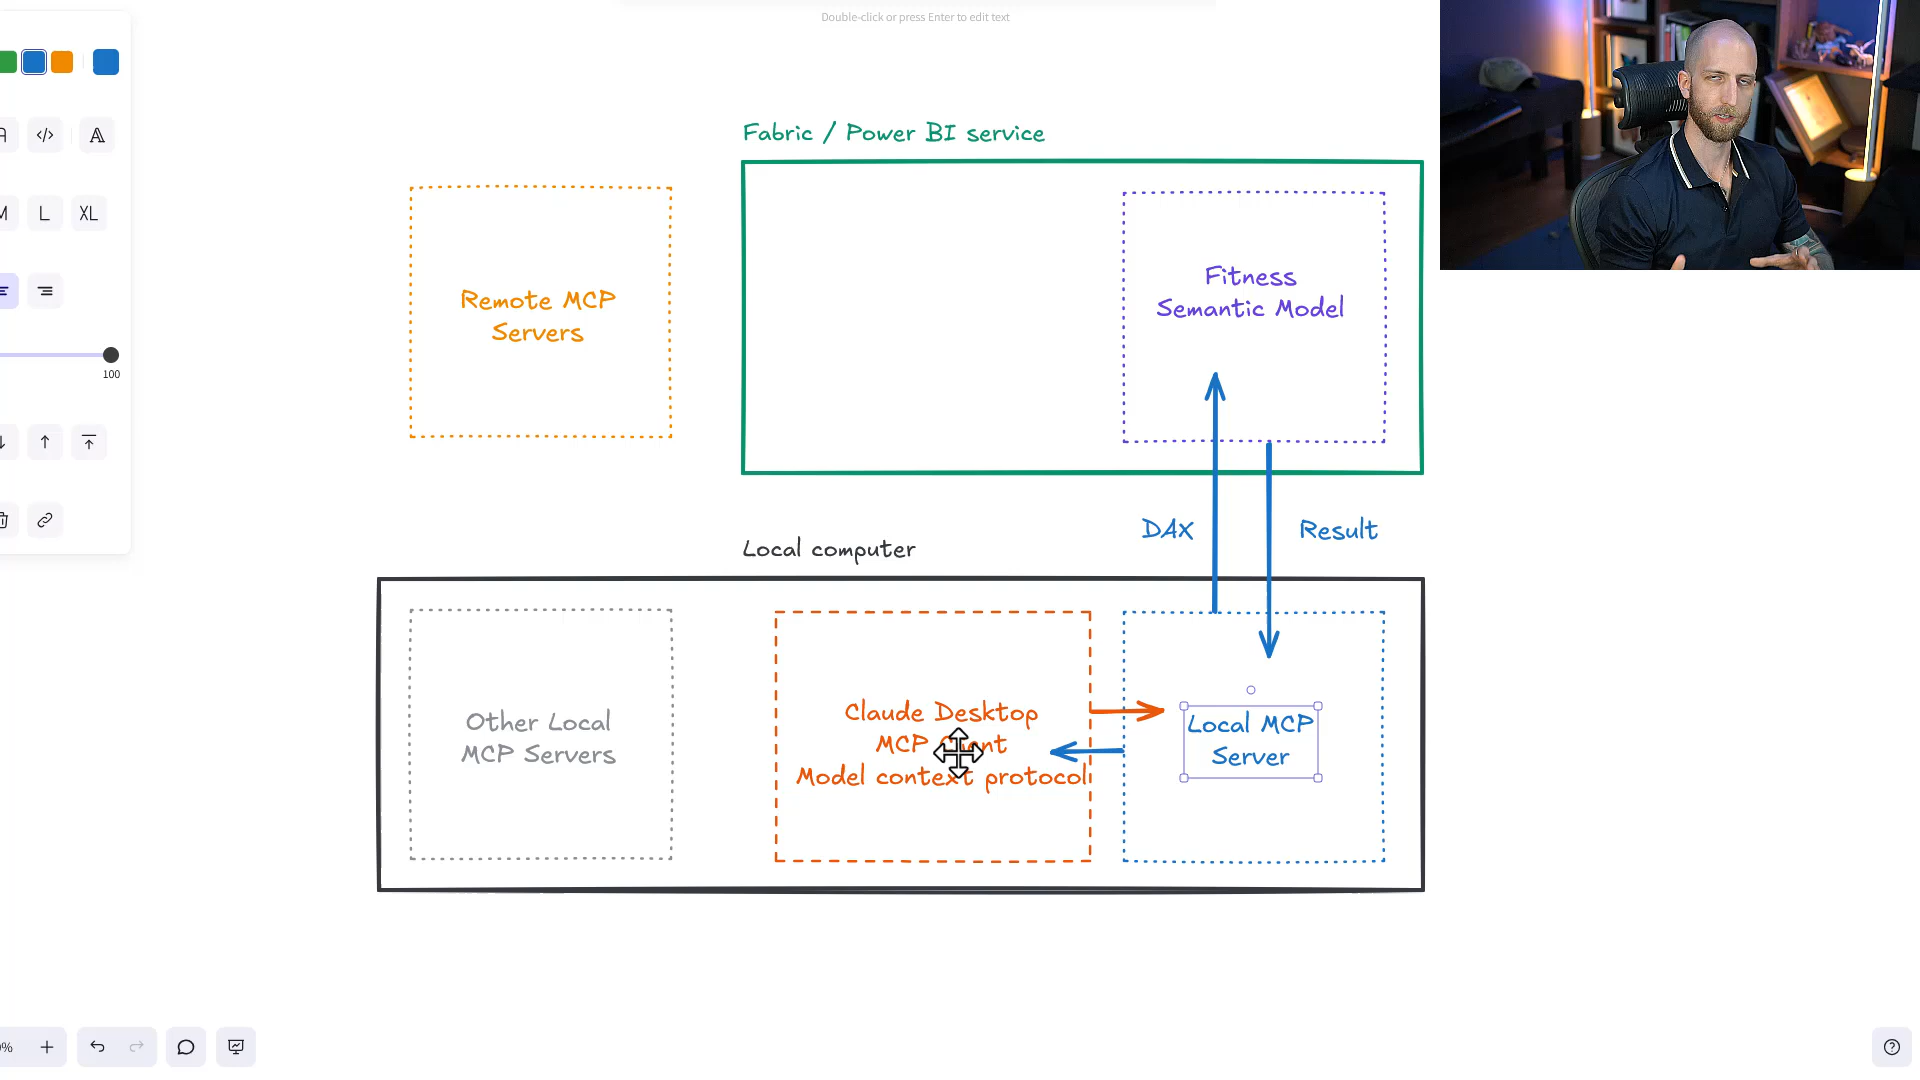 Double-click or press Enter to edit text
Fabric / Power BI service
Remote MCP
Servers
Fitness
Semantic Model
DAX
Result
Local computer
Other Local
MCP Servers
Claude Desktop
MCP Client
Model context protocol
Local MCP
Server
M
L
XL
100
%